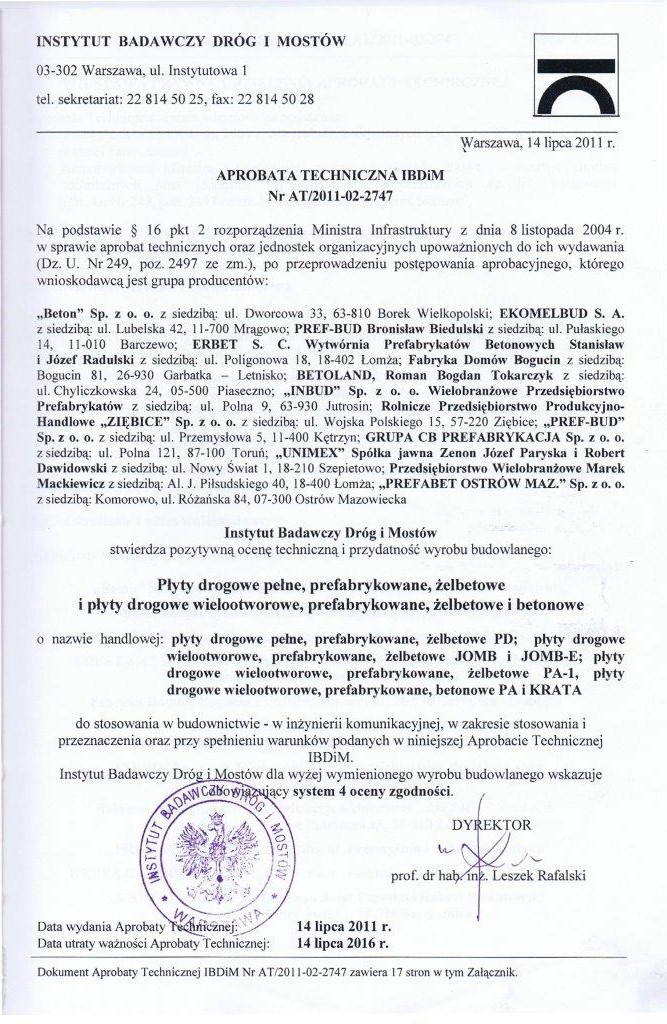 INSTYTUT BADAWCZY DRÓG I MOSTÓW
03-302 Warszawa, ul. Instytutowa 1
tel. sekretariat: 22 814 50 25, fax: 22 814 50 28
Warszawa, 14 lipca 2011 r.
APROBATA TECHNICZNA IBDiM
Nr AT/2011-02-2747
Na podstawie § 16 pkt 2 rozporządzenia Ministra Infrastruktury z dnia 8 listopada 2004 r.
w sprawie aprobat technicznych oraz jednostek organizacyjnych upoważnionych do ich wydawania
(Dz. U. Nr 249, poz. 2497 ze zm.), po przeprowadzeniu postępowania aprobacyjnego, którego
wnioskodawcą jest grupa producentów:
„Beton” Sp. z o. o. z siedzibą: ul. Dworcowa 33, 63-810 Borek Wielkopolski; EKOMELBUD S. A.
z siedzibą: ul. Lubelska 42, 11-700 Mrągowo; PREF-BUD Bronisław Biedulski z siedzibą: ul. Pułaskiego
14, 11-010 Barczewo; ERBET S. C. Wytwórnia Prefabrykatów Betonowych Stanisław
i Józef Radulski z siedzibą: ul. Poligonowa 18, 18-402 Łomża; Fabryka Domów Bogucin z siedzibą:
Bogucin 81, 26-930 Garbatka – Letnisko; BETOLAND, Roman Bogdan Tokarczyk z siedzibą:
ul. Chyliczkowska 24, 05-500 Piaseczno; „INBUD” Sp. z o. o. Wielobranżowe Przedsiębiorstwo
Prefabrykatów z siedzibą: ul. Polna 9, 63-930 Jutrosin; Rolnicze Przedsiębiorstwo Produkcyjno-
Handlowe „ZIĘBICE” Sp. z o. o. z siedzibą: ul. Wojska Polskiego 15, 57-220 Ziębice; „PREF-BUD”
Sp. z o. o. z siedzibą: ul. Przemysłowa 5, 11-400 Kętrzyn; GRUPA CB PREFABRYKACJA Sp. z o. o.
z siedzibą: ul. Polna 121, 87-100 Toruń; „UNIMEX” Spółka jawna Zenon Józef Paryska i Robert
Dawidowski z siedzibą: ul. Nowy Świat 1, 18-210 Szepietowo; Przedsiębiorstwo Wielobranżowe Marek
Mackiewicz z siedzibą: Al. J. Piłsudskiego 40, 18-400 Łomża; „PREFABET OSTRÓW MAZ.” Sp. z o. o.
z siedzibą: Komorowo, ul. Różańska 84, 07-300 Ostrów Mazowiecka
Instytut Badawczy Dróg i Mostów
stwierdza pozytywną ocenę techniczną i przydatność wyrobu budowlanego:
Płyty drogowe pełne, prefabrykowane, żelbetowe
i płyty drogowe wielootworowe, prefabrykowane, żelbetowe i betonowe
o nazwie handlowej: płyty drogowe pełne, prefabrykowane, żelbetowe PD; płyty drogowe
wielootworowe, prefabrykowane, żelbetowe JOMB i JOMB-E; płyty
drogowe wielootworowe, prefabrykowane, żelbetowe PA-1, płyty
drogowe wielootworowe, prefabrykowane, betonowe PA i KRATA
do stosowania w budownictwie - w inżynierii komunikacyjnej, w zakresie stosowania i
przeznaczenia oraz przy spełnieniu warunków podanych w niniejszej Aprobacie Technicznej
IBDiM.
Instytut Badawczy Dróg i Mostów dla wyżej wymienionego wyrobu budowlanego wskazuje
obowiązujący system 4 oceny zgodności.
INSTYTUT BADAWCZY DRÓG I MOSTÓW
* WARSZAWA *
DYREKTOR
prof. dr hab. inż. Leszek Rafalski
Data wydania Aprobaty Technicznej: 14 lipca 2011 r.
Data utraty ważności Aprobaty Technicznej: 14 lipca 2016 r.
Dokument Aprobaty Technicznej IBDiM Nr AT/2011-02-2747 zawiera 17 stron w tym Załącznik.